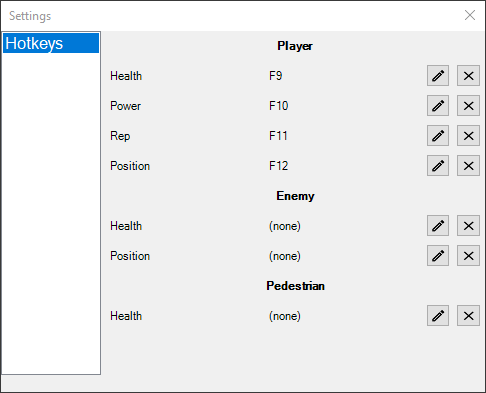 Settings
Hotkeys
Player
Health F9
Power F10
Rep F11
Position F12
Enemy
Health (none)
Position (none)
Pedestrian
Health (none)